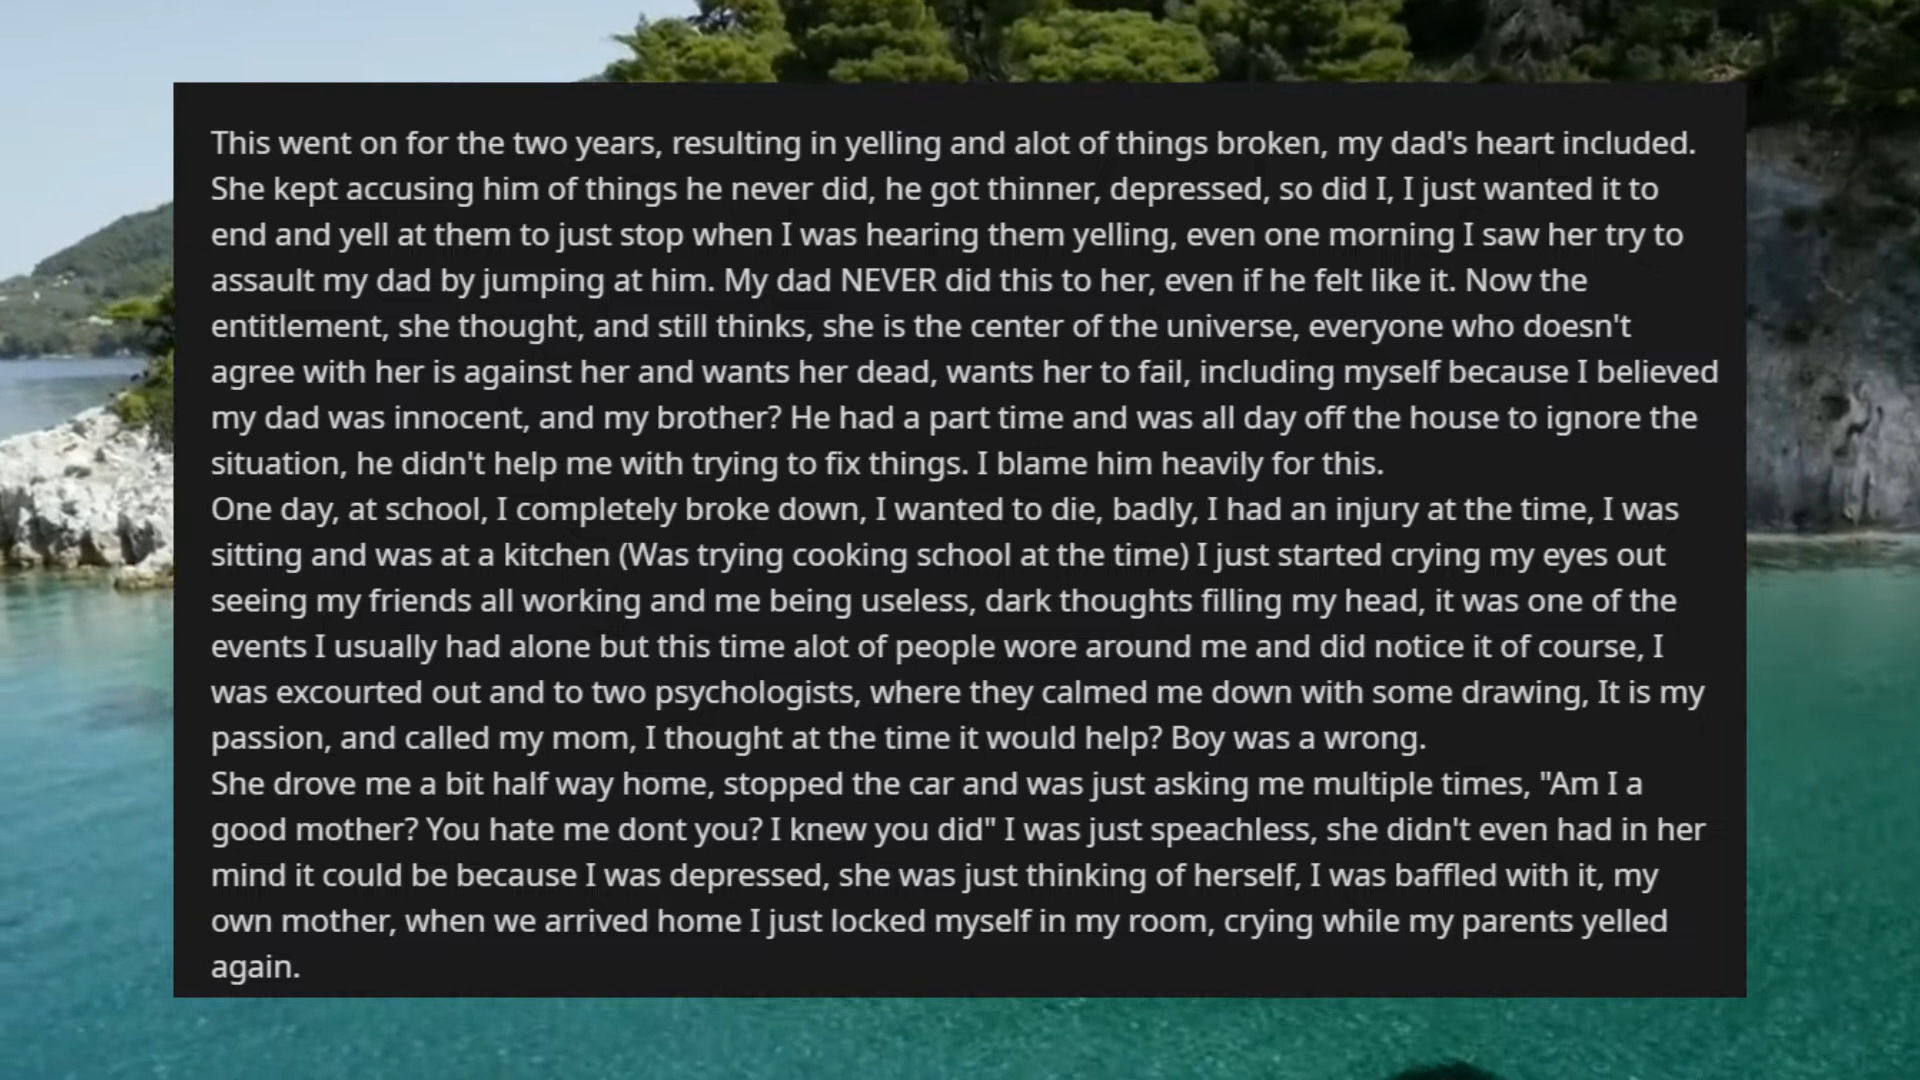 This went on for the two years, resulting in yelling and alot of things broken, my dad's heart included.
She kept accusing him of things he never did, he got thinner, depressed, so did I, I just wanted it to
end and yell at them to just stop when I was hearing them yelling, even one morning I saw her try to
assault my dad by jumping at him. My dad NEVER did this to her, even if he felt like it. Now the
entitlement, she thought, and still thinks, she is the center of the universe, everyone who doesn't
agree with her is against her and wants her dead, wants her to fail, including myself because I believed
my dad was innocent, and my brother? He had a part time and was all day off the house to ignore the
situation, he didn't help me with trying to fix things. I blame him heavily for this.
One day, at school, I completely broke down, I wanted to die, badly, I had an injury at the time, I was
sitting and was at a kitchen (Was trying cooking school at the time) I just started crying my eyes out
seeing my friends all working and me being useless, dark thoughts filling my head, it was one of the
events I usually had alone but this time alot of people wore around me and did notice it of course, I
was excourted out and to two psychologists, where they calmed me down with some drawing, It is my
passion, and called my mom, I thought at the time it would help? Boy was a wrong.
She drove me a bit half way home, stopped the car and was just asking me multiple times, "Am I a
good mother? You hate me dont you? I knew you did" I was just speachless, she didn't even had in her
mind it could be because I was depressed, she was just thinking of herself, I was baffled with it, my
own mother, when we arrived home I just locked myself in my room, crying while my parents yelled
again.